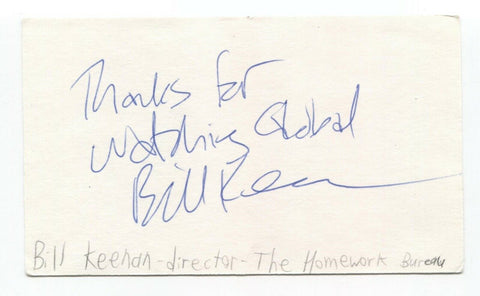 Thanks for
Watching Global
Bill Keenan
Bill Keenan-director-The Homework Bureau